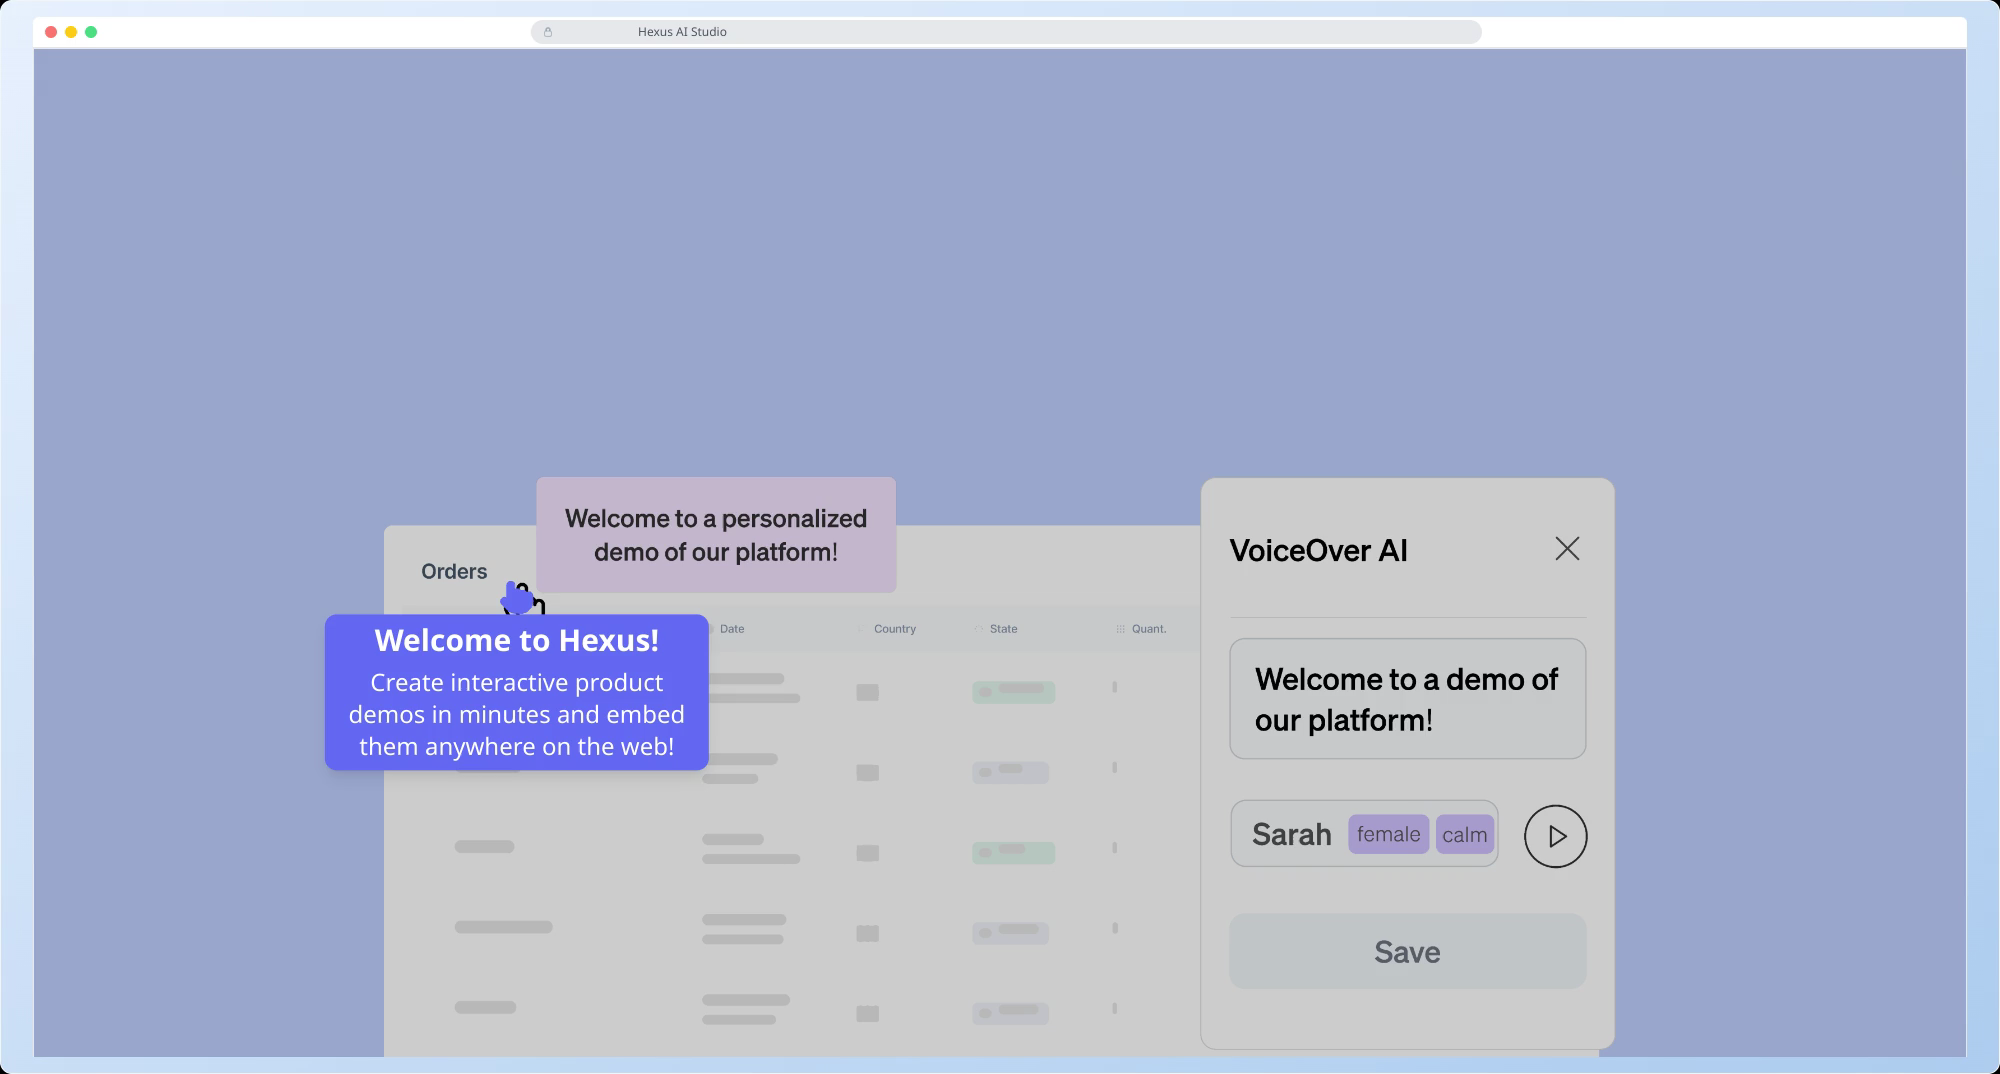 Hexus AI Studio
Welcome to a personalized
demo of our platform!
Orders
Welcome to Hexus!
Create interactive product
demos in minutes and embed
them anywhere on the web!
Date
Country
State
Quant.
VoiceOver AI
Welcome to a demo of
our platform!
Sarah
female
calm
Save